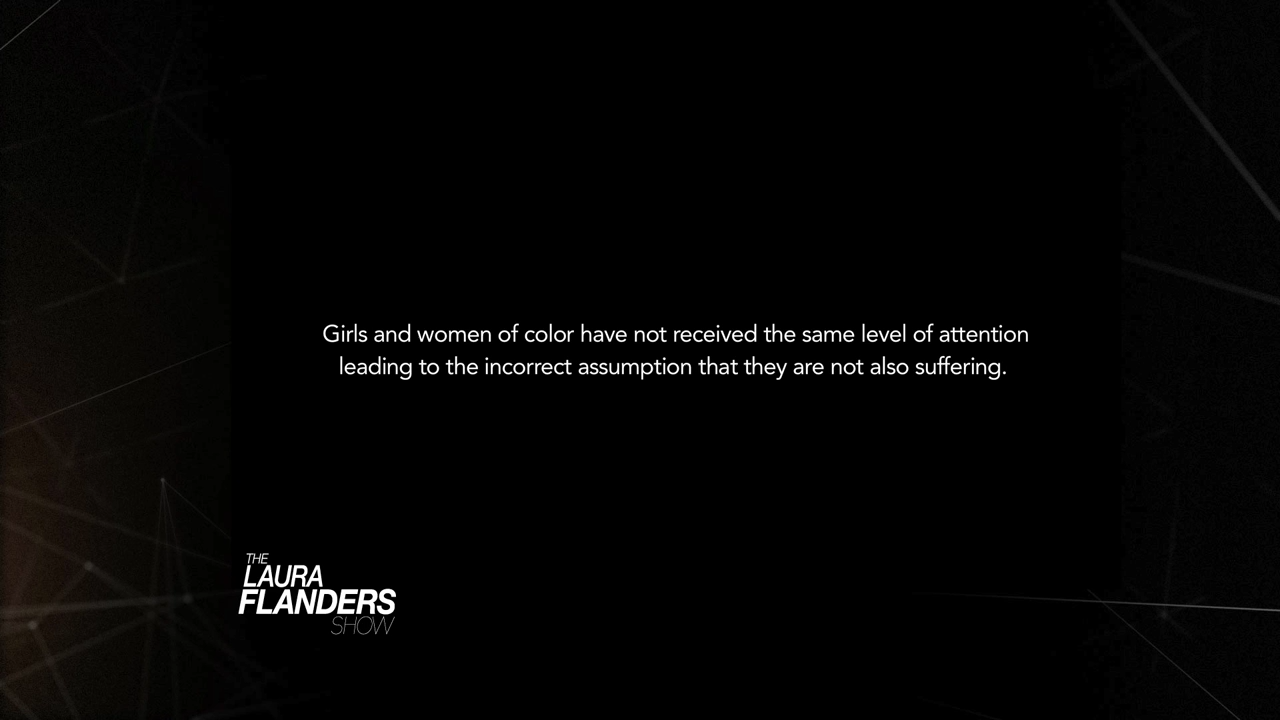 Girls and women of color have not received the same level of attention
leading to the incorrect assumption that they are not also suffering.
THE
LAURA
FLANDERS
SHOW